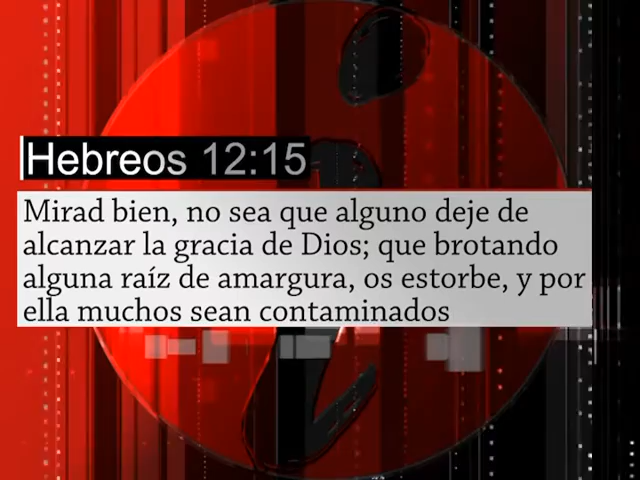 Hebreos 12:15
Mirad bien, no sea que alguno deje de
alcanzar la gracia de Dios; que brotando
alguna raíz de amargura, os estorbe, y por
ella muchos sean contaminados